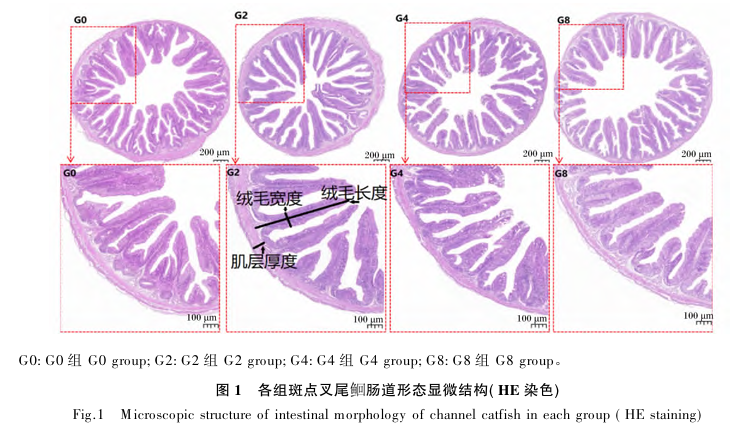 G0
G2
G4
G8
200 μm
200 μm
200 μm
200 μm
G0
G2
G4
G8
绒毛宽度
绒毛长度
肌层厚度
100 μm
100 μm
100 μm
100 μm
G0: G0 组 G0 group; G2: G2 组 G2 group; G4: G4 组 G4 group; G8: G8 组 G8 group。
图 1 各组斑点叉尾鮰肠道形态显微结构( HE 染色)
Fig.1 Microscopic structure of intestinal morphology of channel catfish in each group ( HE staining)